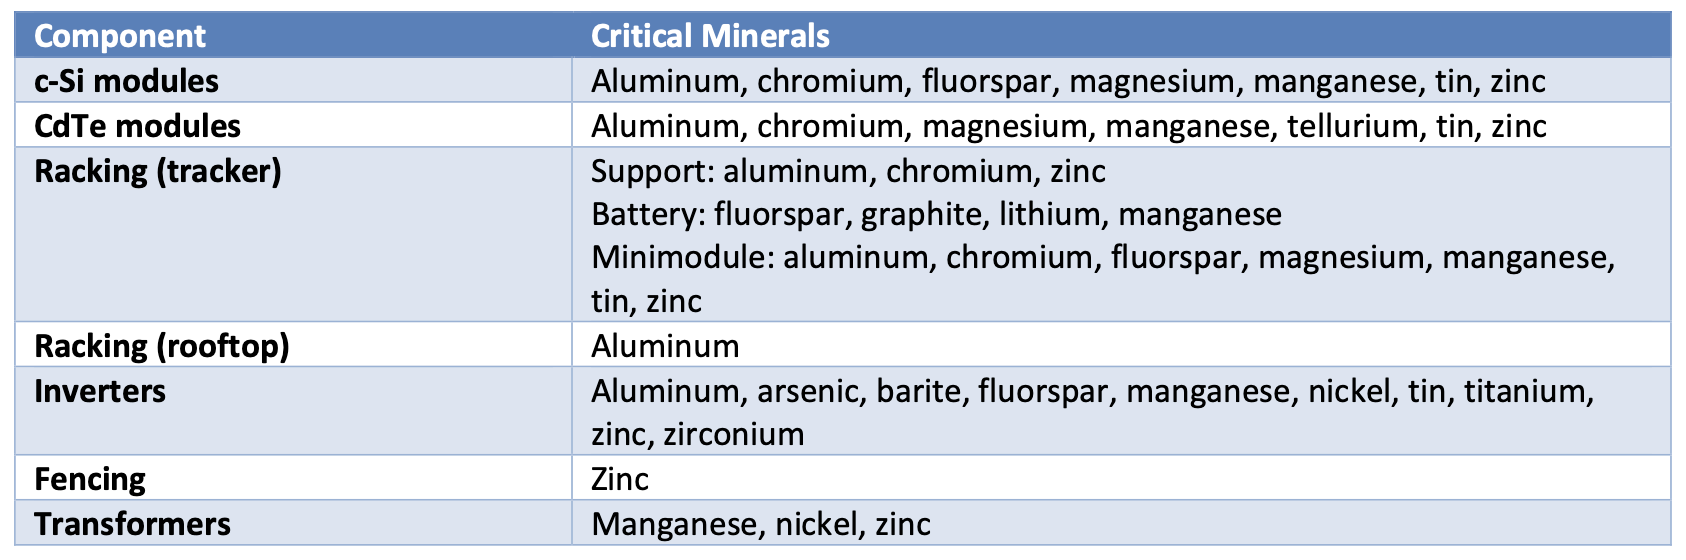 Component Critical Minerals
c-Si modules Aluminum, chromium, fluorspar, magnesium, manganese, tin, zinc
CdTe modules Aluminum, chromium, magnesium, manganese, tellurium, tin, zinc
Racking (tracker) Support: aluminum, chromium, zinc
Battery: fluorspar, graphite, lithium, manganese
Minimodule: aluminum, chromium, fluorspar, magnesium, manganese,
tin, zinc
Racking (rooftop) Aluminum
Inverters Aluminum, arsenic, barite, fluorspar, manganese, nickel, tin, titanium,
zinc, zirconium
Fencing Zinc
Transformers Manganese, nickel, zinc